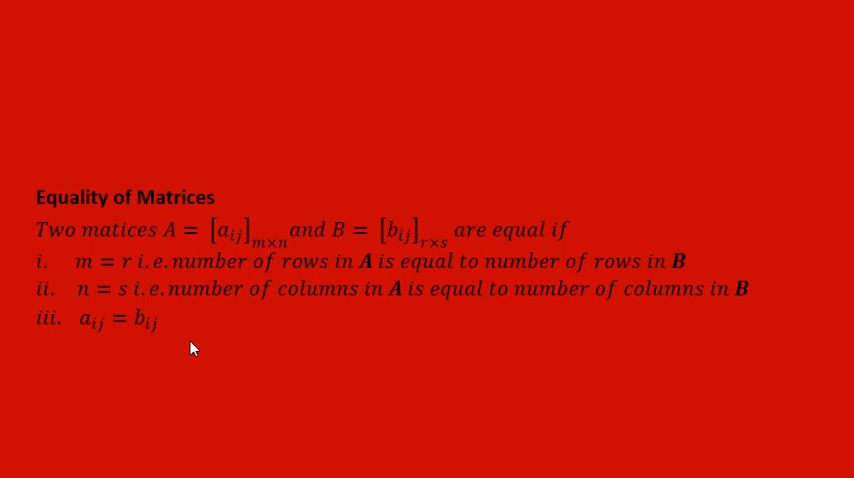 Equality of Matrices
Two matices A = [aᵢⱼ]ₘ×ₙ and B = [bᵢⱼ]ᵣ×ₛ are equal if
i. m = r i.e. number of rows in A is equal to number of rows in B
ii. n = s i.e. number of columns in A is equal to number of columns in B
iii. aᵢⱼ = bᵢⱼ